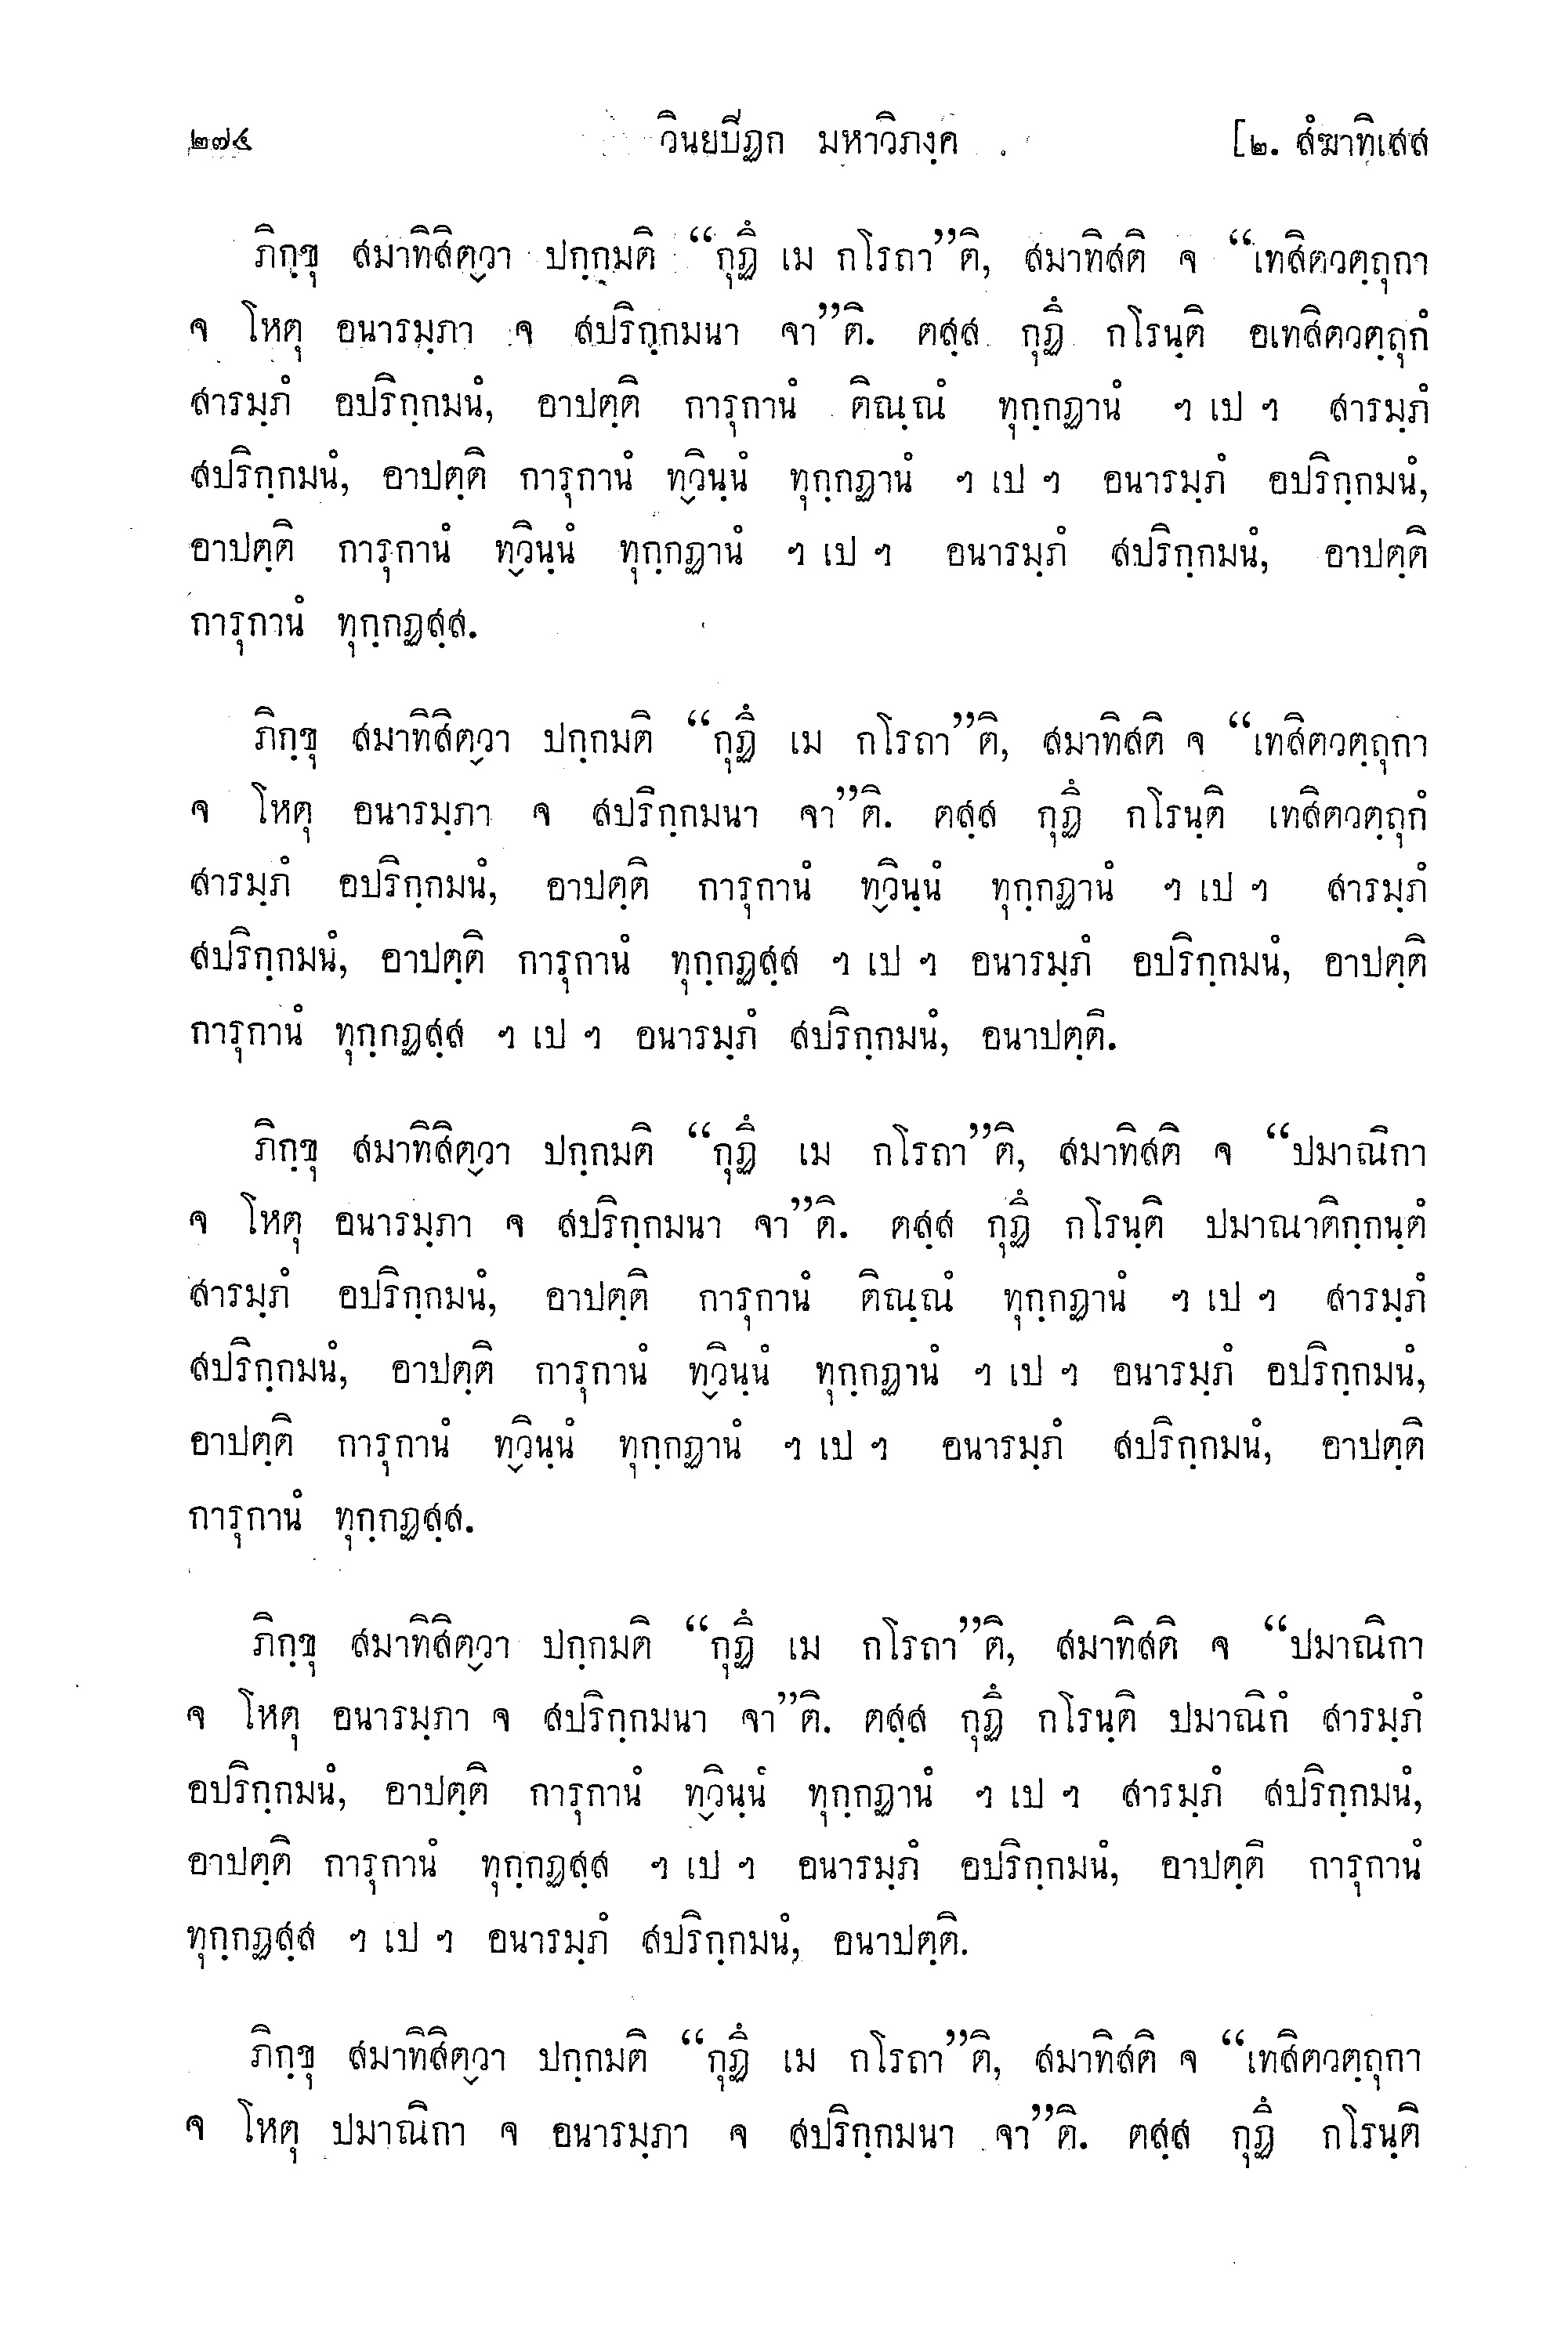 ๒๗๔ วินยปิฏก มหาวิภงฺค [๒. สํฆาทิเสส
ภิกฺขุ สมาทิสิตฺวา ปกฺกมติ “กุฏึ เม กโรถา”ติ, สมาทิสติ จ “เทสิตวตฺถุกา
จ โหตุ อนารมฺภา จ สปริกฺกมนา จา”ติ. ตสฺส กุฏึ กโรนฺติ อเทสิตวตฺถุกํ
สารมฺภํ อปริกฺกมนํ, อาปตฺติ การุกานํ ติณฺณํ ทุกฺกฏานํ ฯ เป ฯ สารมฺภํ
สปริกฺกมนํ, อาปตฺติ การุกานํ ทฺวินฺนํ ทุกฺกฏานํ ฯ เป ฯ อนารมฺภํ อปริกฺกมนํ,
อาปตฺติ การุกานํ ทฺวินฺนํ ทุกฺกฏานํ ฯ เป ฯ อนารมฺภํ สปริกฺกมนํ, อาปตฺติ
การุกานํ ทุกฺกฏสฺส.
ภิกฺขุ สมาทิสิตฺวา ปกฺกมติ “กุฏึ เม กโรถา”ติ, สมาทิสติ จ “เทสิตวตฺถุกา
จ โหตุ อนารมฺภา จ สปริกฺกมนา จา”ติ. ตสฺส กุฏึ กโรนฺติ เทสิตวตฺถุกํ
สารมฺภํ อปริกฺกมนํ, อาปตฺติ การุกานํ ทฺวินฺนํ ทุกฺกฏานํ ฯ เป ฯ สารมฺภํ
สปริกฺกมนํ, อาปตฺติ การุกานํ ทุกฺกฏสฺส ฯ เป ฯ อนารมฺภํ อปริกฺกมนํ, อาปตฺติ
การุกานํ ทุกฺกฏสฺส ฯ เป ฯ อนารมฺภํ สปริกฺกมนํ, อนาปตฺติ.
ภิกฺขุ สมาทิสิตฺวา ปกฺกมติ “กุฏึ เม กโรถา”ติ, สมาทิสติ จ “ปมาณิกา
จ โหตุ อนารมฺภา จ สปริกฺกมนา จา”ติ. ตสฺส กุฏึ กโรนฺติ ปมาณาติกฺกนฺตํ
สารมฺภํ อปริกฺกมนํ, อาปตฺติ การุกานํ ติณฺณํ ทุกฺกฏานํ ฯ เป ฯ สารมฺภํ
สปริกฺกมนํ, อาปตฺติ การุกานํ ทฺวินฺนํ ทุกฺกฏานํ ฯ เป ฯ อนารมฺภํ อปริกฺกมนํ,
อาปตฺติ การุกานํ ทฺวินฺนํ ทุกฺกฏานํ ฯ เป ฯ อนารมฺภํ สปริกฺกมนํ, อาปตฺติ
การุกานํ ทุกฺกฏสฺส.
ภิกฺขุ สมาทิสิตฺวา ปกฺกมติ “กุฏึ เม กโรถา”ติ, สมาทิสติ จ “ปมาณิกา
จ โหตุ อนารมฺภา จ สปริกฺกมนา จา”ติ. ตสฺส กุฏึ กโรนฺติ ปมาณิกํ สารมฺภํ
อปริกฺกมนํ, อาปตฺติ การุกานํ ทฺวินฺนํ ทุกฺกฏานํ ฯ เป ฯ สารมฺภํ สปริกฺกมนํ,
อาปตฺติ การุกานํ ทุกฺกฏสฺส ฯ เป ฯ อนารมฺภํ อปริกฺกมนํ, อาปตฺติ การุกานํ
ทุกฺกฏสฺส ฯ เป ฯ อนารมฺภํ สปริกฺกมนํ, อนาปตฺติ.
ภิกฺขุ สมาทิสิตฺวา ปกฺกมติ “กุฏึ เม กโรถา”ติ, สมาทิสติ จ “เทสิตวตฺถุกา
จ โหตุ ปมาณิกา จ อนารมฺภา จ สปริกฺกมนา จา”ติ. ตสฺส กุฏึ กโรนฺติ